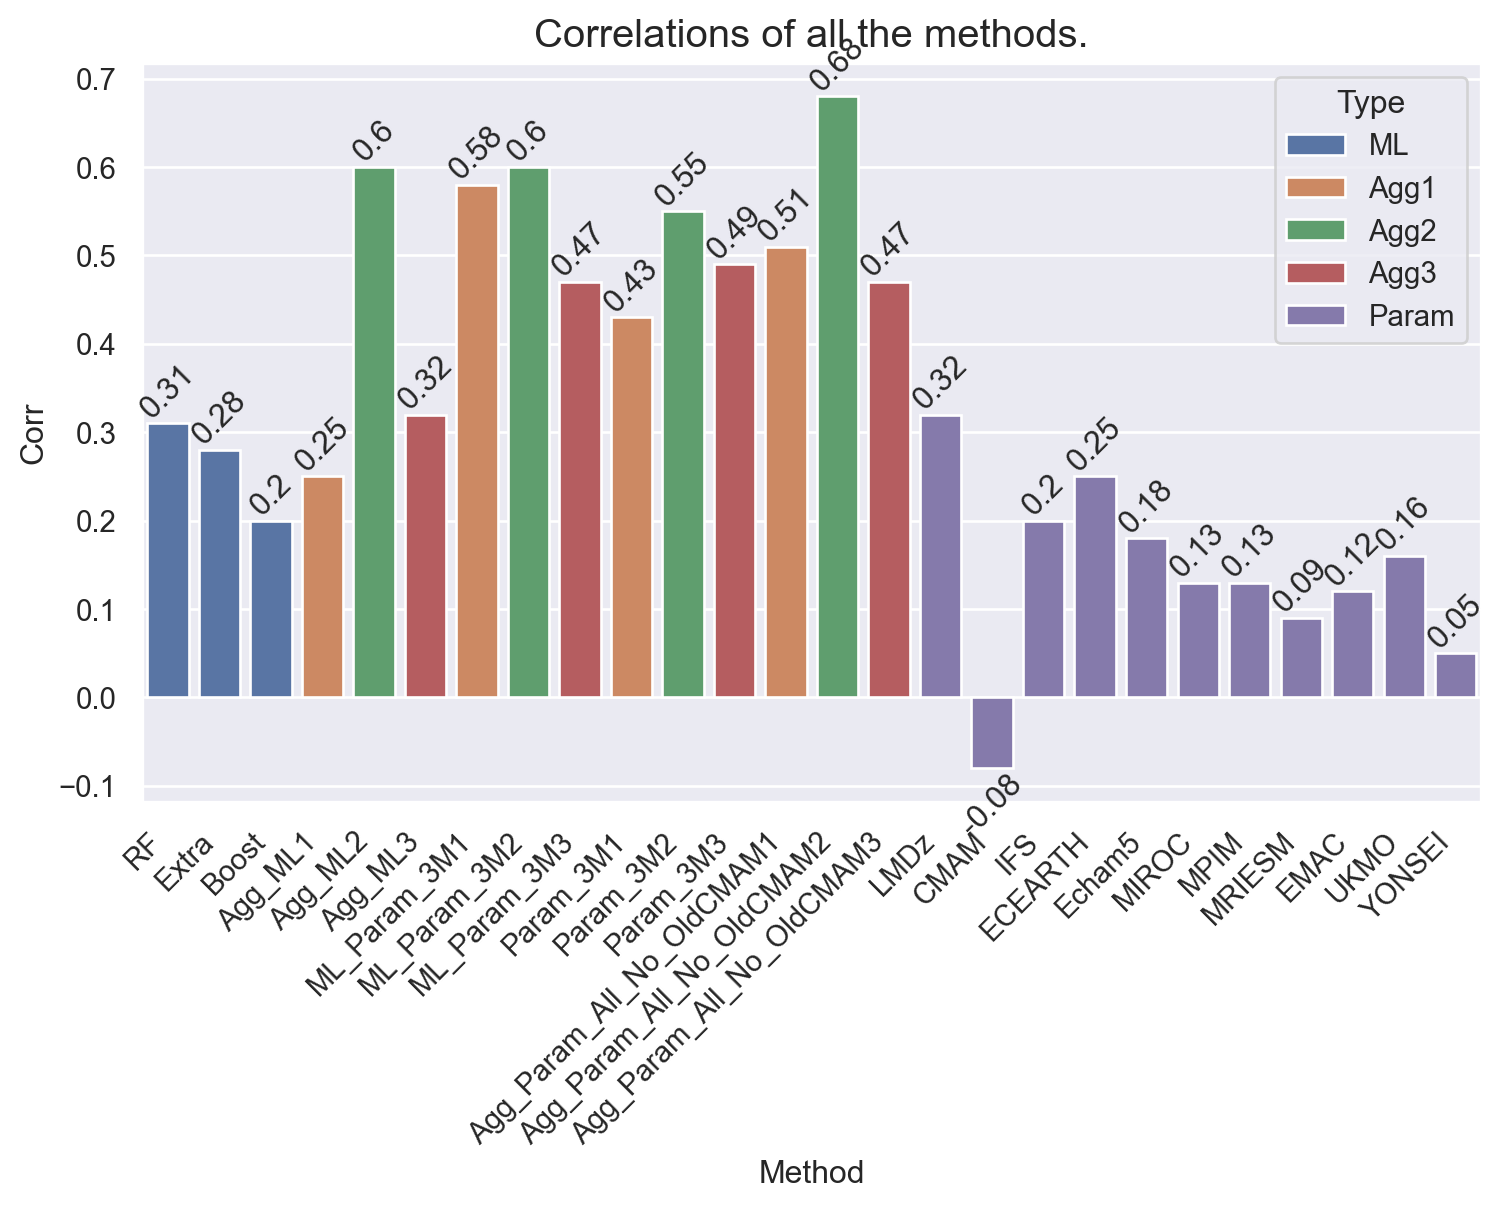 Correlations of all the methods.
Corr
0.7
0.6
0.5
0.4
0.3
0.2
0.1
0.0
−0.1
0.31
0.28
0.2
0.25
0.6
0.32
0.58
0.6
0.47
0.43
0.55
0.49
0.51
0.68
0.47
0.32
-0.08
0.2
0.25
0.18
0.13
0.13
0.09
0.12
0.16
0.05
Type
ML
Agg1
Agg2
Agg3
Param
RF
Extra
Boost
Agg_ML1
Agg_ML2
Agg_ML3
ML_Param_3M1
ML_Param_3M2
ML_Param_3M3
Param_3M1
Param_3M2
Param_3M3
Agg_Param_All_No_OldCMAM1
Agg_Param_All_No_OldCMAM2
Agg_Param_All_No_OldCMAM3
LMDz
CMAM
IFS
ECEARTH
Echam5
MIROC
MPIM
MRIESM
EMAC
UKMO
YONSEI
Method